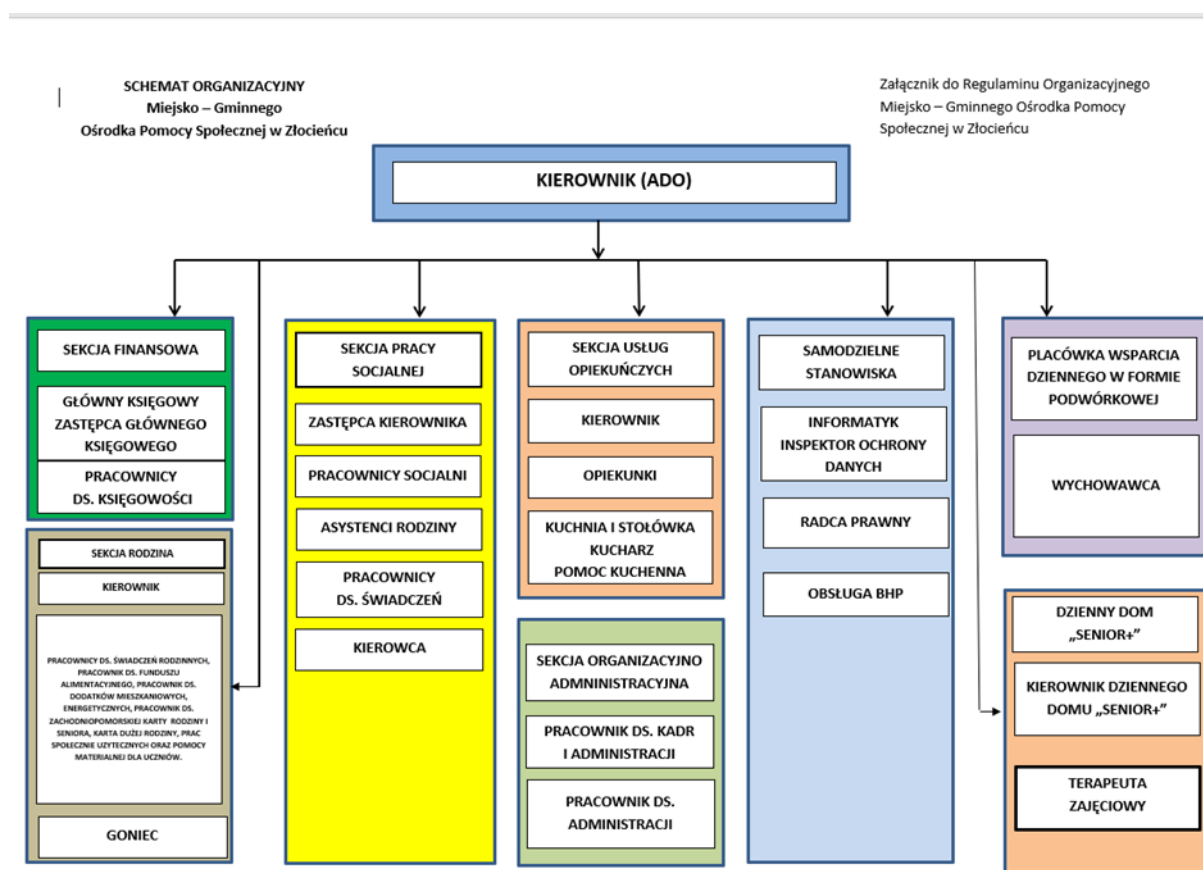 SCHEMAT ORGANIZACYJNY
Miejsko – Gminnego
Ośrodka Pomocy Społecznej w Złocieńcu
Załącznik do Regulaminu Organizacyjnego
Miejsko – Gminnego Ośrodka Pomocy
Społecznej w Złocieńcu
KIEROWNIK (ADO)
SEKCJA FINANSOWA
GŁÓWNY KSIĘGOWY
ZASTĘPCA GŁÓWNEGO
KSIĘGOWEGO
PRACOWNICY
DS. KSIĘGOWOŚCI
SEKCJA RODZINA
KIEROWNIK
PRACOWNICY DS. ŚWIADCZEŃ RODZINNYCH,
PRACOWNIK DS. FUNDUSZU
ALIMENTACYJNEGO, PRACOWNIK DS.
DODATKÓW MIESZKANIOWYCH,
ENERGETYCZNYCH, PRACOWNIK DS.
ZACHODNIOPOMORSKIEJ KARTY RODZINY I
SENIORA, KARTA DUŻEJ RODZINY, PRAC
SPOŁECZNIE UZYTECZNYCH ORAZ POMOCY
MATERIALNEJ DLA UCZNIÓW.
GONIEC
SEKCJA PRACY
SOCJALNEJ
ZASTĘPCA KIEROWNIKA
PRACOWNICY SOCJALNI
ASYSTENCI RODZINY
PRACOWNICY
DS. ŚWIADCZEŃ
KIEROWCA
SEKCJA USŁUG
OPIEKUŃCZYCH
KIEROWNIK
OPIEKUNKI
KUCHNIA I STOŁÓWKA
KUCHARZ
POMOC KUCHENNA
SEKCJA ORGANIZACYJNO
ADMNINISTRACYJNA
PRACOWNIK DS. KADR
I ADMINISTRACJI
PRACOWNIK DS.
ADMINISTRACJI
SAMODZIELNE
STANOWISKA
INFORMATYK
INSPEKTOR OCHRONY
DANYCH
RADCA PRAWNY
OBSŁUGA BHP
PLACÓWKA WSPARCIA
DZIENNEGO W FORMIE
PODWÓRKOWEJ
WYCHOWAWCA
DZIENNY DOM
„SENIOR+”
KIEROWNIK DZIENNEGO
DOMU „SENIOR+”
TERAPEUTA
ZAJĘCIOWY